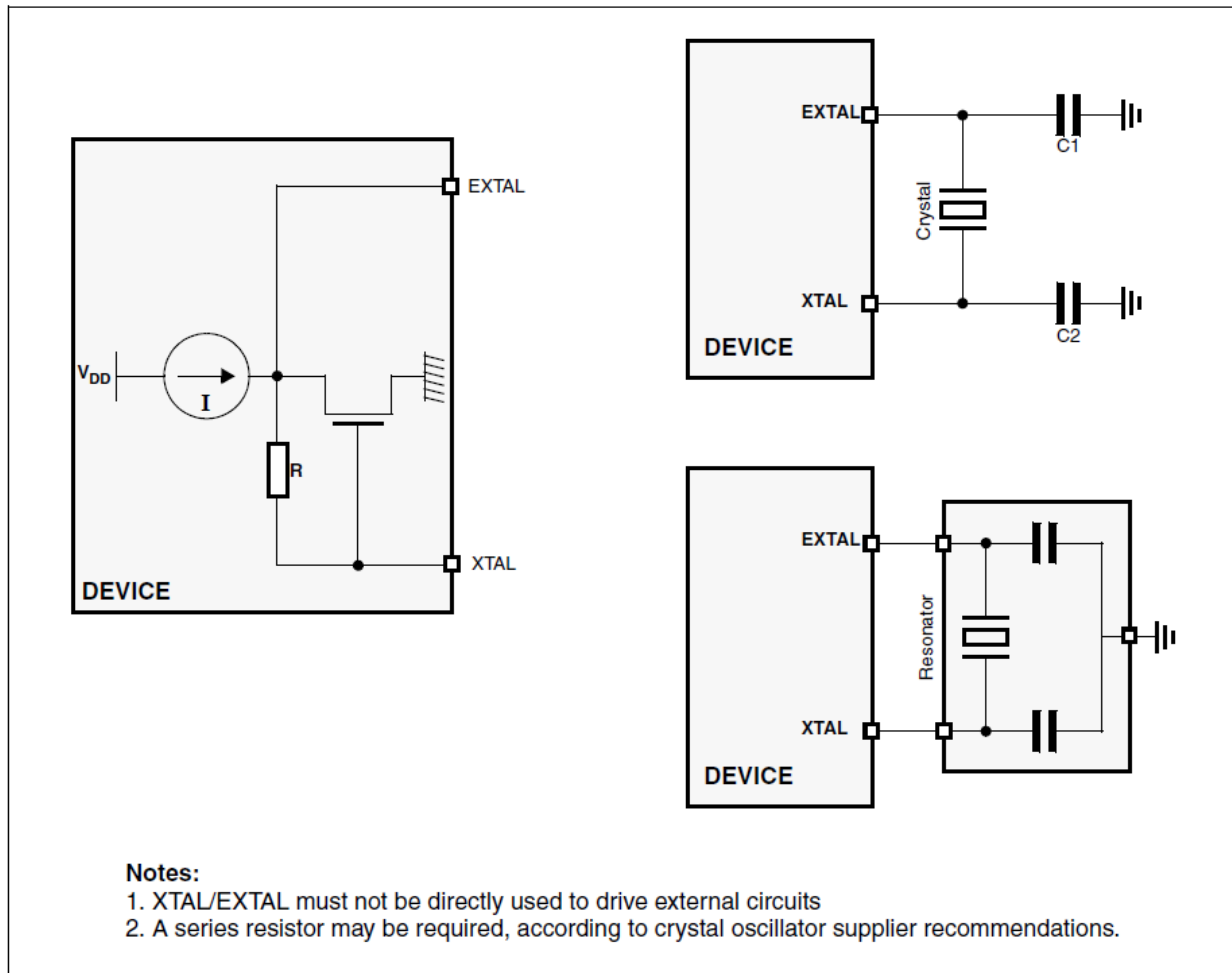 EXTAL
V_DD
I
R
XTAL
DEVICE
EXTAL
C1
Crystal
XTAL
C2
DEVICE
EXTAL
Resonator
XTAL
DEVICE
Notes:
1. XTAL/EXTAL must not be directly used to drive external circuits
2. A series resistor may be required, according to crystal oscillator supplier recommendations.